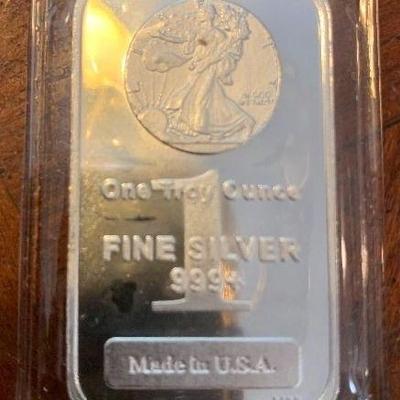 One Troy Ounce
1
FINE SILVER
999+
Made in U.S.A.